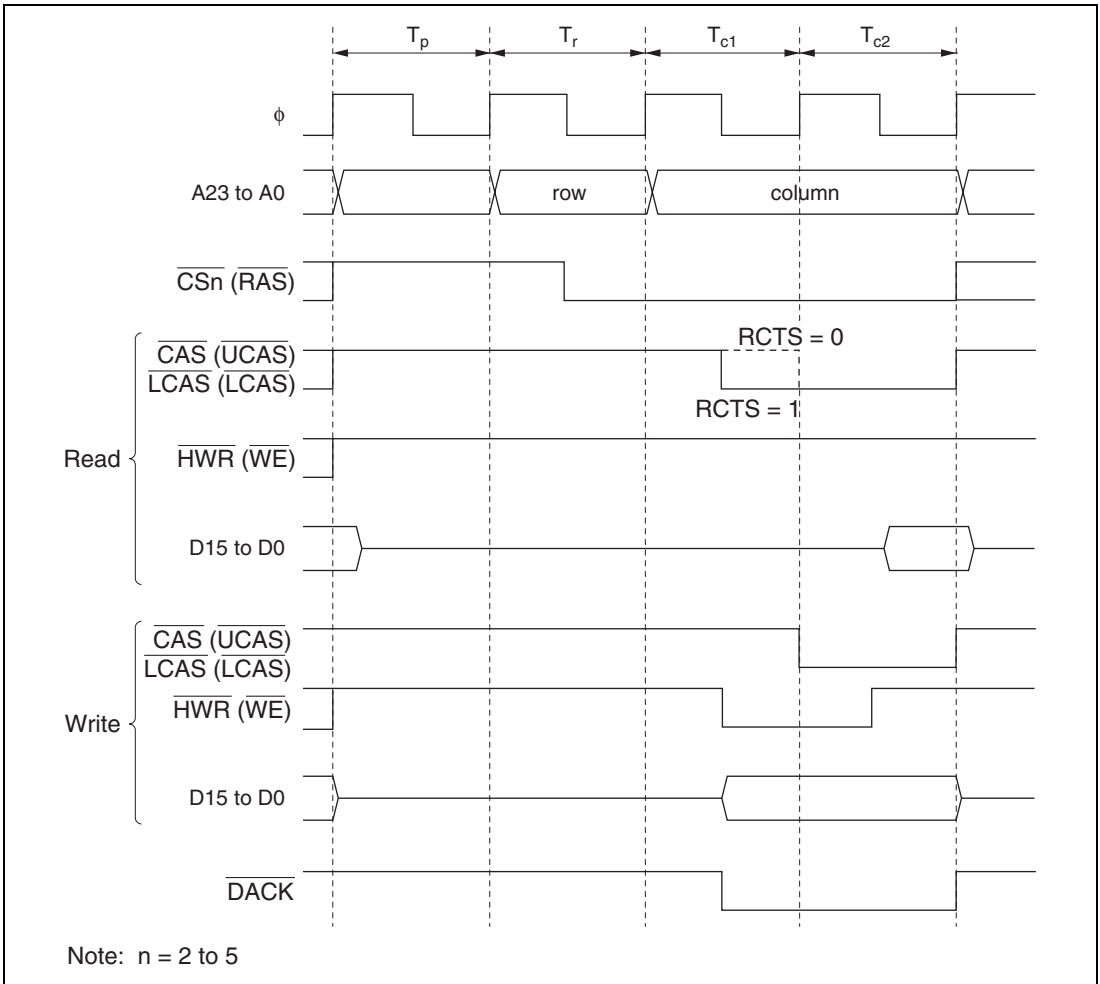 Tp Tr Tc1 Tc2
φ
A23 to A0 row column
CSn (RAS)
RCTS = 0
CAS (UCAS)
LCAS (LCAS)
RCTS = 1
Read HWR (WE)
D15 to D0
CAS (UCAS)
LCAS (LCAS)
HWR (WE)
Write
D15 to D0
DACK
Note: n = 2 to 5